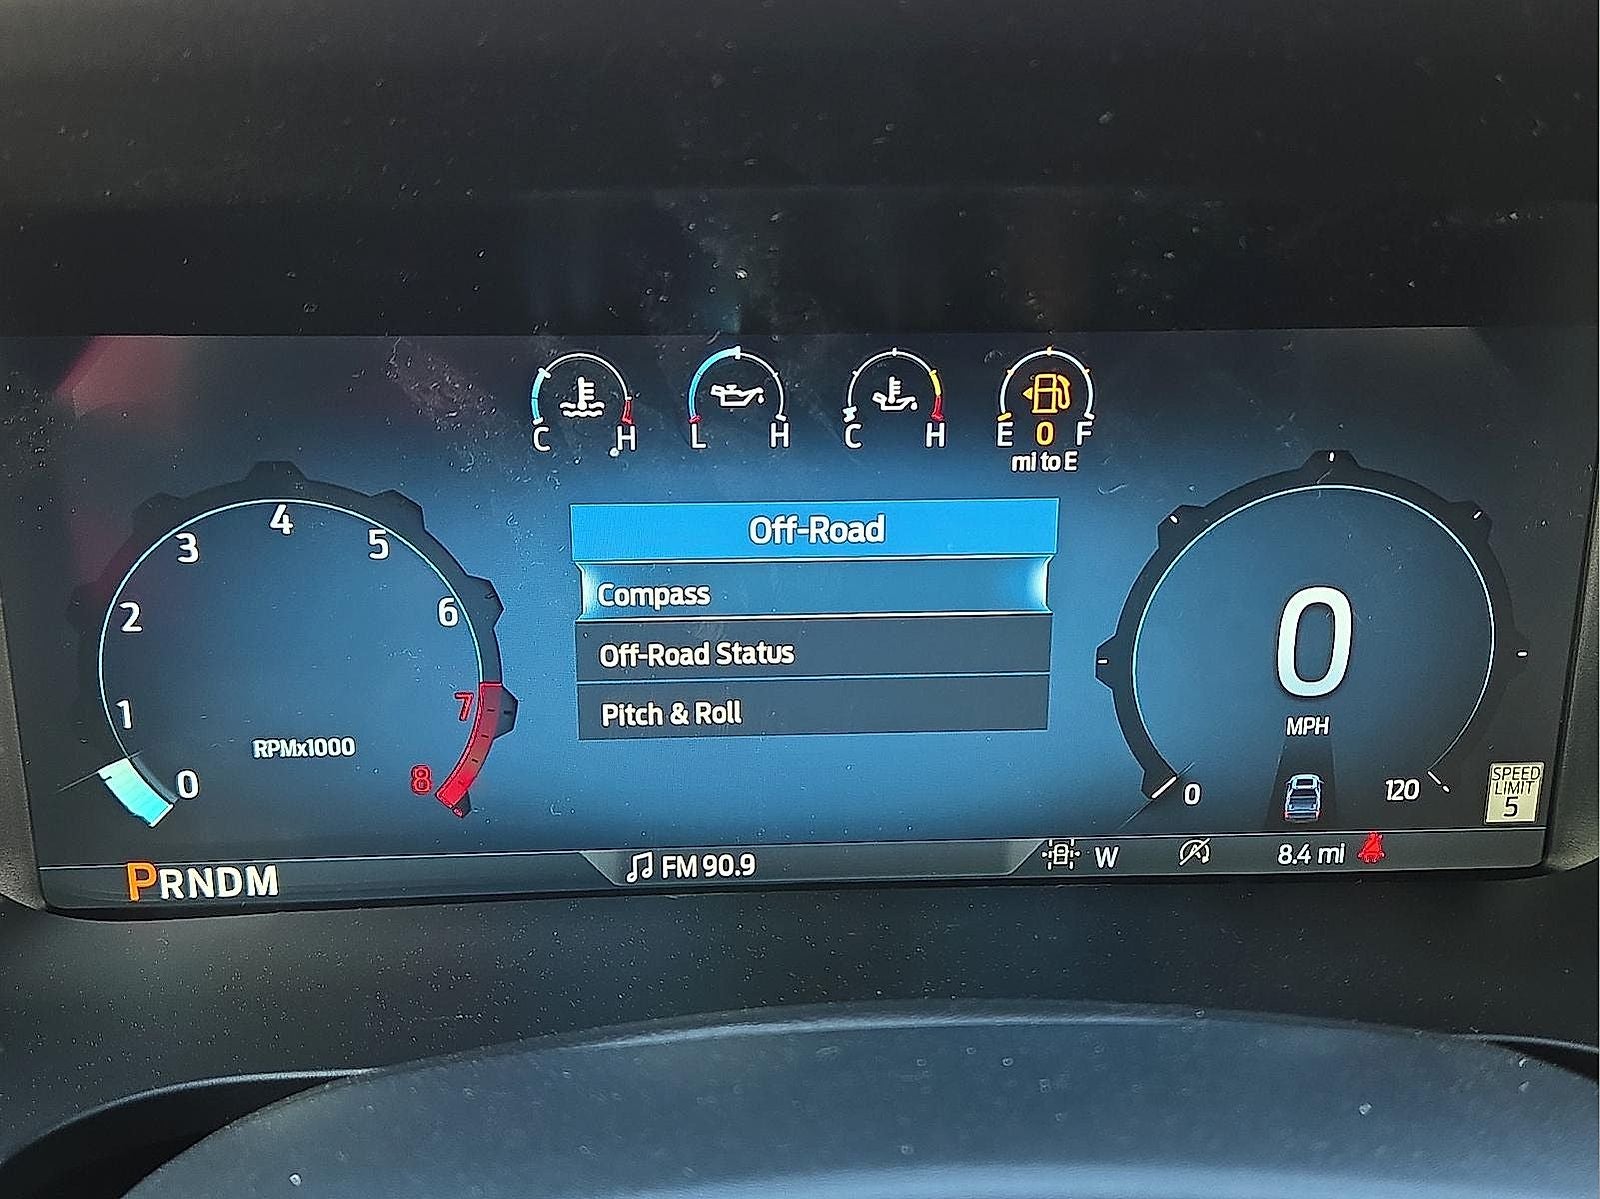 C H
L H
C H
E 0 F
mi to E
0
1
2
3
4
5
6
7
8
RPMx1000
Off-Road
Compass
Off-Road Status
Pitch & Roll
0
MPH
0
120
SPEED
LIMIT
5
PRNDM
FM 90.9
W
8.4 mi